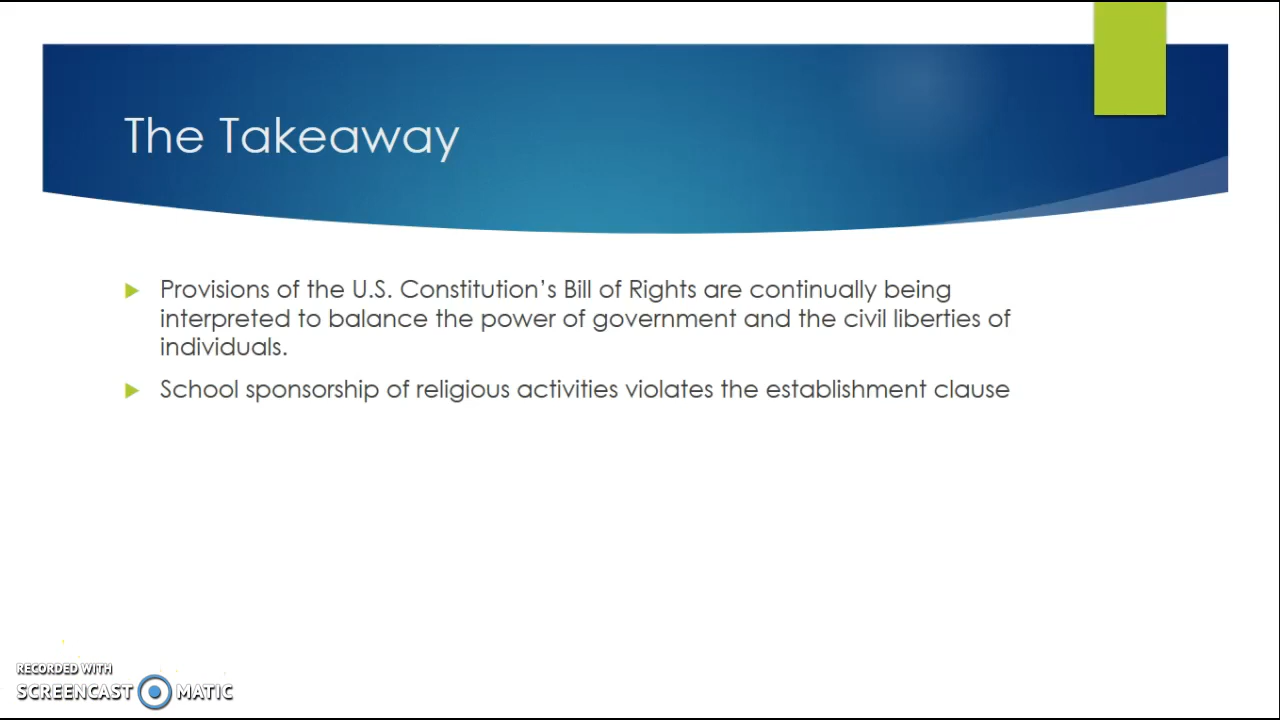 The Takeaway
Provisions of the U.S. Constitution’s Bill of Rights are continually being
interpreted to balance the power of government and the civil liberties of
individuals.
School sponsorship of religious activities violates the establishment clause
RECORDED WITH
SCREENCAST MATIC